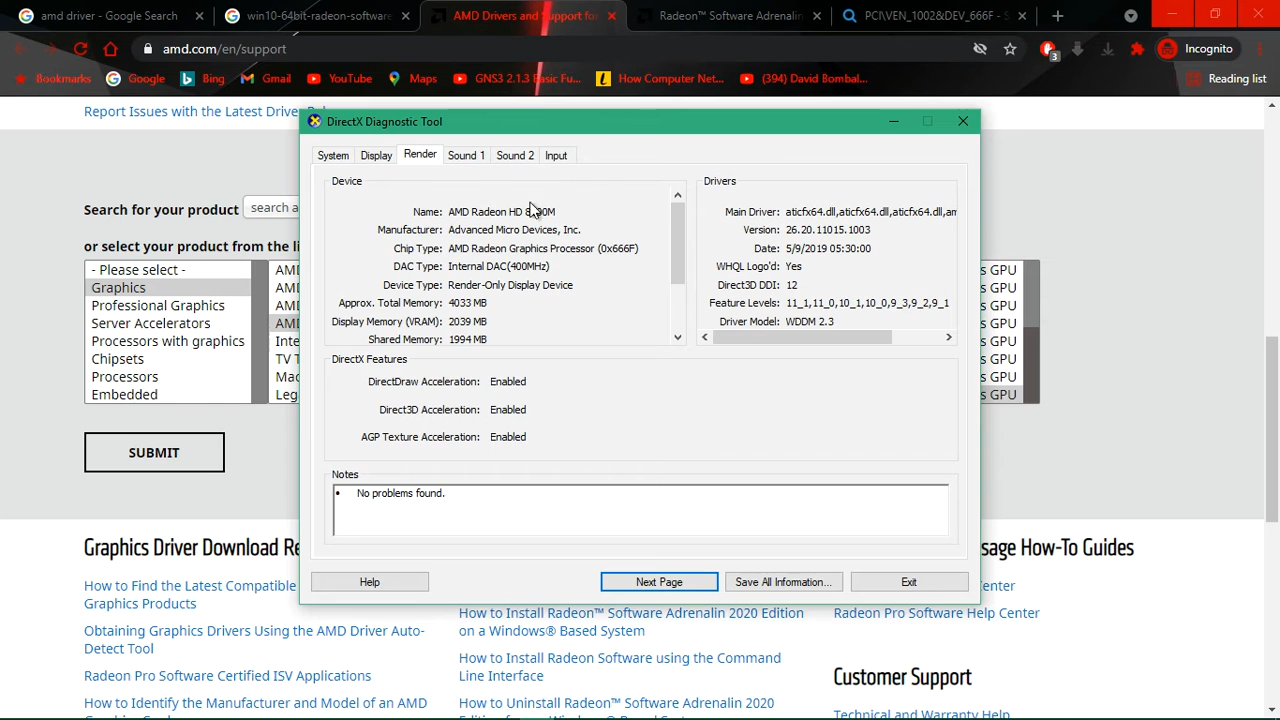 amd driver - Google Search
win10-64bit-radeon-software
AMD Drivers and Support for
Radeon™ Software Adrenalin
PCI\VEN_1002&DEV_666F - S
amd.com/en/support
3
Incognito
Bookmarks
Google
Bing
Gmail
YouTube
Maps
GNS3 2.1.3 Basic Fu...
How Computer Net...
(394) David Bombal...
Reading list
Report Issues with the Latest Driver
Search for your product
search a
or select your product from the li
- Please select -
Graphics
Professional Graphics
Server Accelerators
Processors with graphics
Chipsets
Processors
Embedded
SUBMIT
DirectX Diagnostic Tool
System
Display
Render
Sound 1
Sound 2
Input
Device
Name: AMD Radeon HD
Manufacturer: Advanced Micro Devices, Inc.
Chip Type: AMD Radeon Graphics Processor (0x666F)
DAC Type: Internal DAC(400MHz)
Device Type: Render-Only Display Device
Approx. Total Memory: 4033 MB
Display Memory (VRAM): 2039 MB
Shared Memory: 1994 MB
Drivers
Main Driver: aticfx64.dll,aticfx64.dll,aticfx64.dll,am
Version: 26.20.11015.1003
Date: 5/9/2019 05:30:00
WHQL Logo'd: Yes
Direct3D DDI: 12
Feature Levels: 11_1,11_0,10_1,10_0,9_3,9_2,9_1
Driver Model: WDDM 2.3
DirectX Features
DirectDraw Acceleration: Enabled
Direct3D Acceleration: Enabled
AGP Texture Acceleration: Enabled
Notes
No problems found.
Help
Next Page
Save All Information...
Exit
s GPU
s GPU
s GPU
s GPU
s GPU
s GPU
s GPU
s GPU
Graphics Driver Download Re
How to Find the Latest Compatible
Graphics Products
Obtaining Graphics Drivers Using the AMD Driver Auto-
Detect Tool
Radeon Pro Software Certified ISV Applications
How to Identify the Manufacturer and Model of an AMD
How to Install Radeon™ Software Adrenalin 2020 Edition
on a Windows® Based System
How to Install Radeon Software using the Command
Line Interface
How to Uninstall Radeon™ Software Adrenalin 2020
sage How-To Guides
enter
Radeon Pro Software Help Center
Customer Support